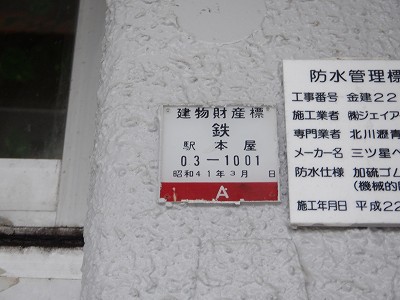 建物財産標
鉄
駅本屋
03-1001
昭和41年3月 日
A
防水管理標
工事番号 金建22
施工業者 ㈱ジェイア
専門業者 北川瀝青
メーカー名 三ツ星ベ
防水仕様 加硫ゴム
(機械的
施工年月日 平成22